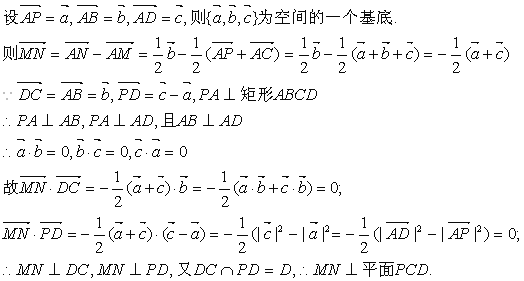 设$\overrightarrow{AP}=\vec{a},\overrightarrow{AB}=\vec{b},\overrightarrow{AD}=\vec{c}$,则{$\vec{a},\vec{b},\vec{c}$}为空间的一个基底.
则$\overrightarrow{MN}=\overrightarrow{AN}-\overrightarrow{AM}=\frac{1}{2}\vec{b}-\frac{1}{2}(\overrightarrow{AP}+\overrightarrow{AC})=\frac{1}{2}\vec{b}-\frac{1}{2}(\vec{a}+\vec{b}+\vec{c})=-\frac{1}{2}(\vec{a}+\vec{c})$
∵ $\overrightarrow{DC}=\overrightarrow{AB}=\vec{b},\overrightarrow{PD}=\vec{c}-\vec{a},PA\perp$矩形$ABCD$
∴ $PA\perp AB,PA\perp AD$,且$AB\perp AD$
∴ $\vec{a}\cdot\vec{b}=0,\vec{b}\cdot\vec{c}=0,\vec{c}\cdot\vec{a}=0$
故$\overrightarrow{MN}\cdot\overrightarrow{DC}=-\frac{1}{2}(\vec{a}+\vec{c})\cdot\vec{b}=-\frac{1}{2}(\vec{a}\cdot\vec{b}+\vec{c}\cdot\vec{b})=0;$
$\overrightarrow{MN}\cdot\overrightarrow{PD}=-\frac{1}{2}(\vec{a}+\vec{c})\cdot(\vec{c}-\vec{a})=-\frac{1}{2}(|\vec{c}|^2-|\vec{a}|^2=-\frac{1}{2}(|\overrightarrow{AD}|^2-|\overrightarrow{AP}|^2)=0;$
∴ $MN\perp DC,MN\perp PD$,又$DC\cap PD=D$,∴ $MN\perp$平面$PCD$.